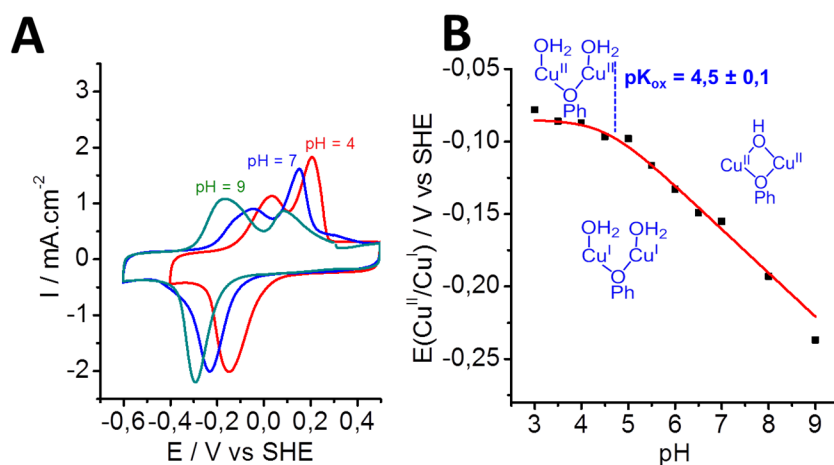 A
I / mA.cm⁻²
3
2
1
0
-1
-2
pH = 9
pH = 7
pH = 4
-0,6 -0,4 -0,2 0,0 0,2 0,4
E / V vs SHE
B
E(Cuᴵᴵ/Cuᴵ) / V vs SHE
-0,05
-0,10
-0,15
-0,20
-0,25
OH₂ OH₂
Cuᴵᴵ Cuᴵᴵ
O
Ph
pKₒₓ = 4,5 ± 0,1
H
O
Cuᴵᴵ Cuᴵᴵ
O
Ph
OH₂ OH₂
Cuᴵ Cuᴵ
O
Ph
3 4 5 6 7 8 9
pH